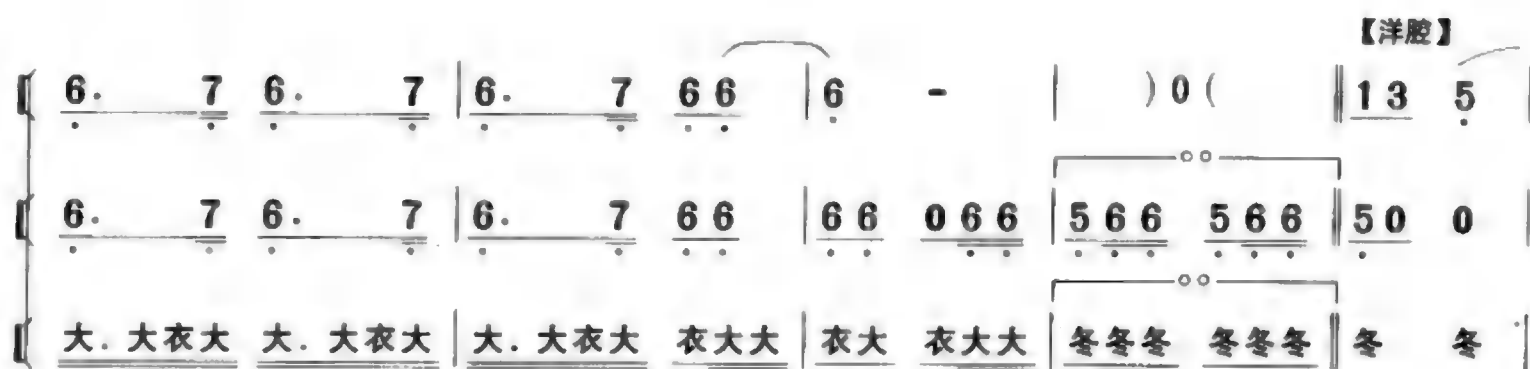 【洋腔】
6. 7 6. 7 | 6. 7 6 6 | 6 - | ) 0 ( ‖ 1 3 5 |
6. 7 6. 7 | 6. 7 6 6 | 6 6 0 6 6 | 5 6 6 5 6 6 ‖ 5 0 0 |
大. 大衣大 大. 大衣大 | 大. 大衣大 衣大大 | 衣大 衣大大 | 冬冬冬 冬冬冬 ‖ 冬 冬 |